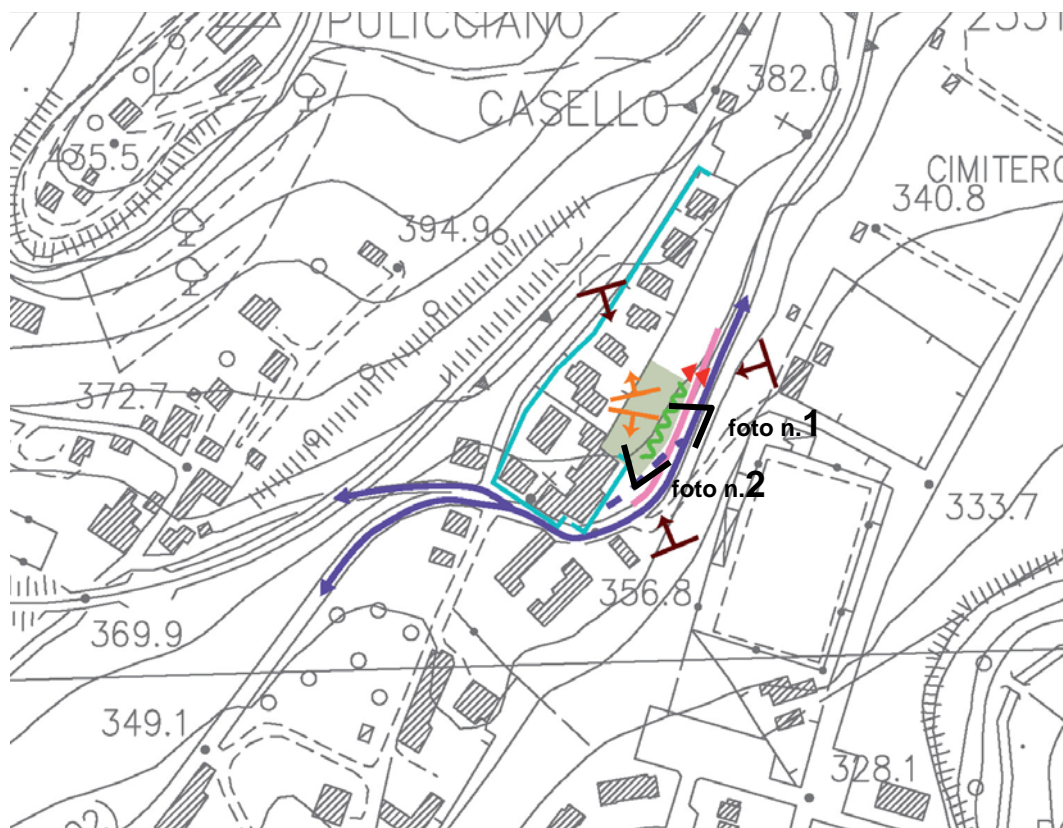 PULICCIANO
382.0
CASELLO
435.5
CIMITERO
340.8
394.9
372.7
foto n.1
foto n.2
333.7
356.8
369.9
349.1
328.1